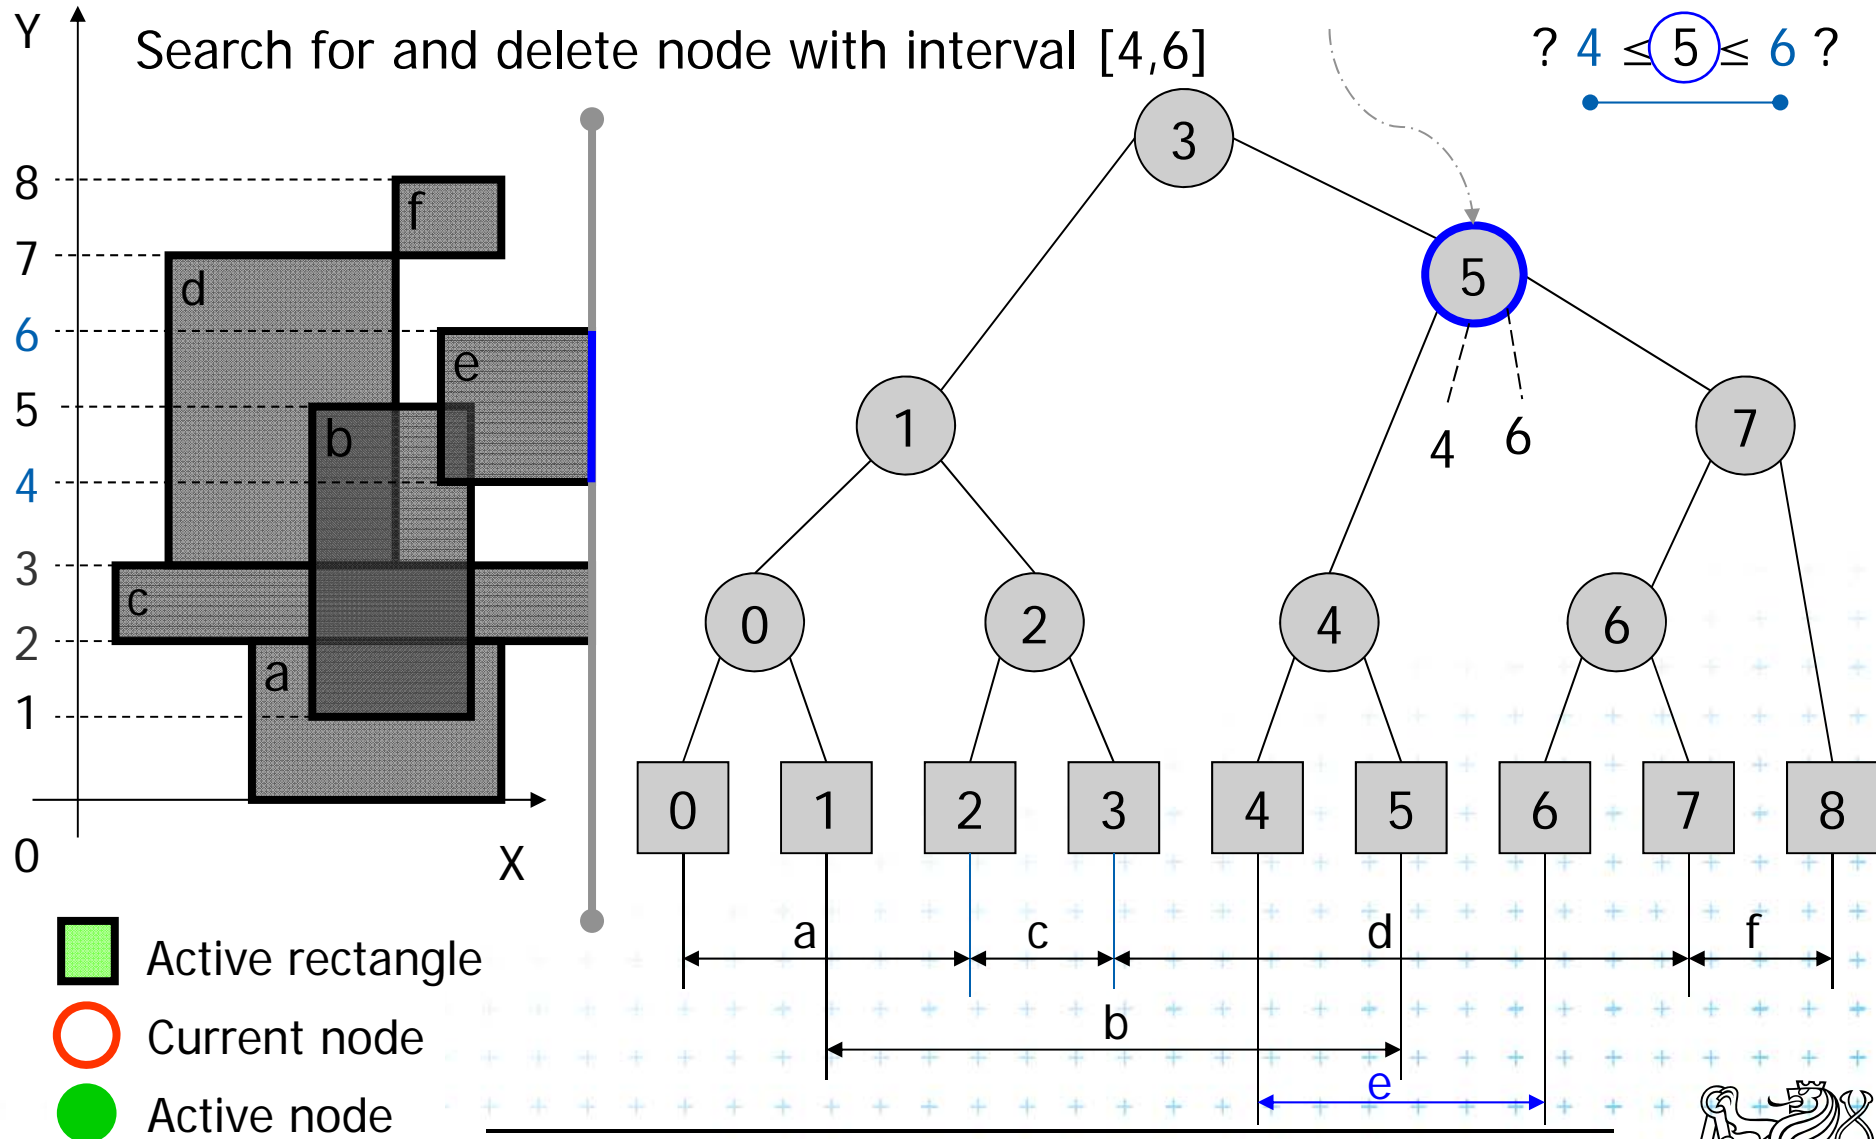 Y
Search for and delete node with interval [4,6]
? 4 ≤ 5 ≤ 6 ?
3
8
f
7
d
5
6
e
4
6
5
b
1
7
4
3
c
0
2
4
6
2
a
1
0
1
2
3
4
5
6
7
8
0
X
a
c
d
f
Active rectangle
b
Current node
e
Active node